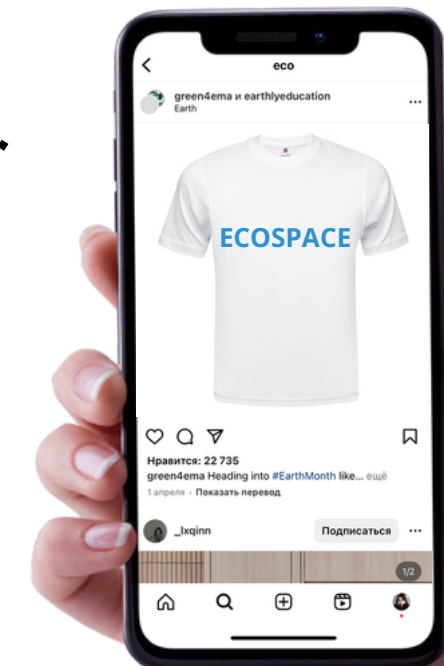 eco
green4ema и earthlyeducation
Earth
ECOSPACE
Нравится: 22 735
green4ema Heading into #EarthMonth like... ещё
1 апреля • Показать перевод
_lxqinn
Подписаться
1/2